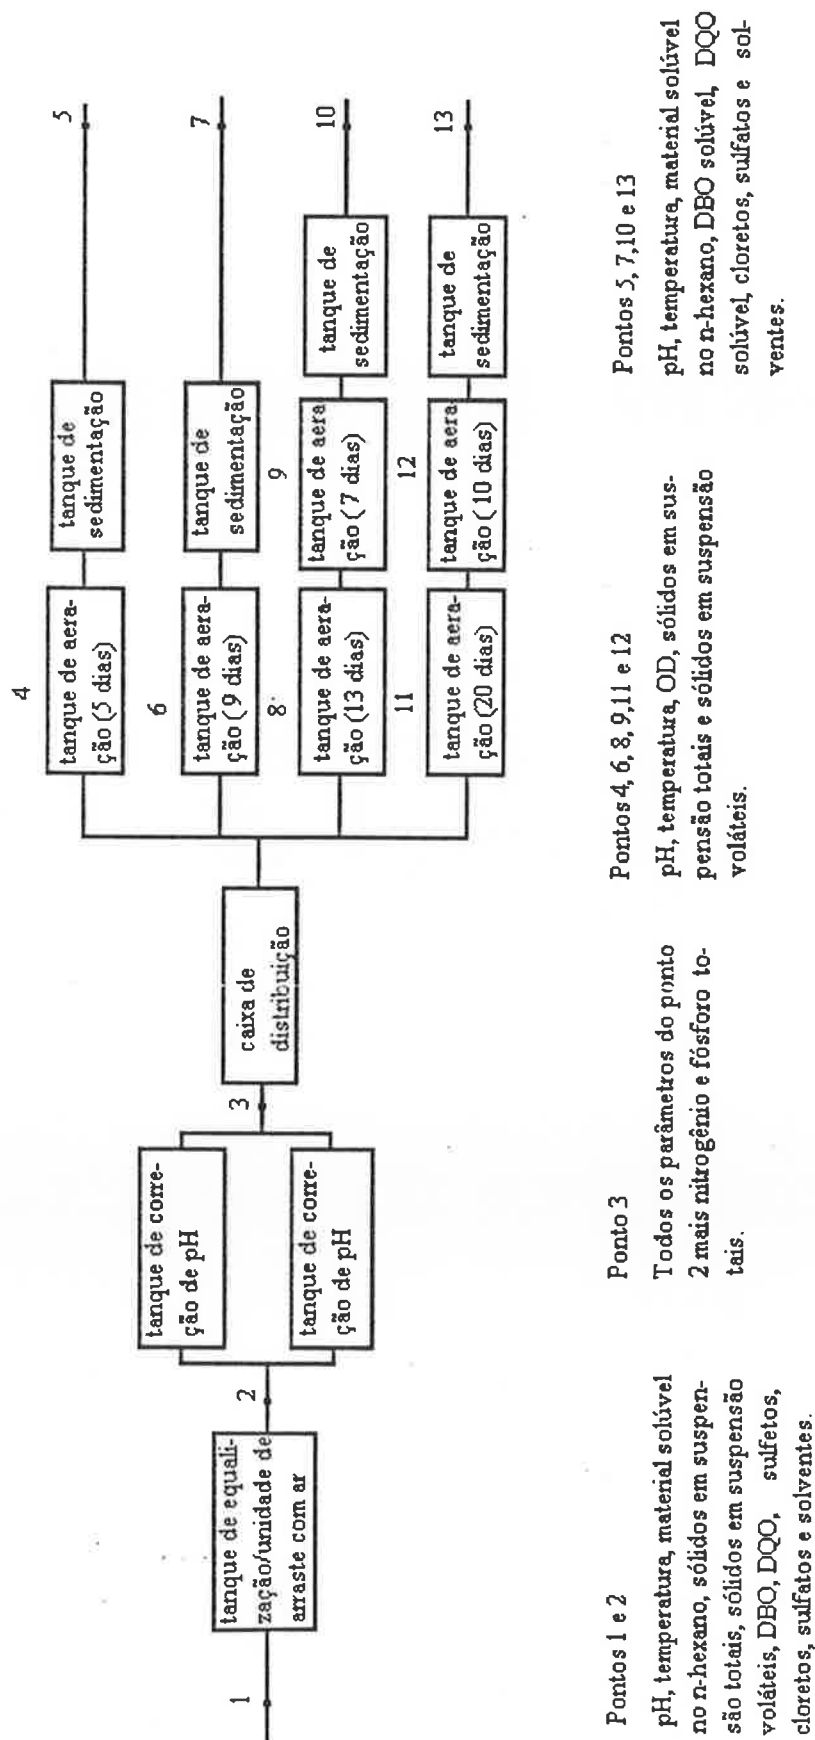 1
tanque de equali-
zação/unidade de
arraste com ar
2
tanque de corre-
ção de pH
tanque de corre-
ção de pH
3
caixa de
distribuição
4
tanque de aera-
ção (5 dias)
tanque de
sedimentação
5
6
tanque de aera-
ção (9 dias)
tanque de
sedimentação
7
8
tanque de aera-
ção (13 dias)
9
tanque de aera
ção (7 dias)
tanque de
sedimentação
10
11
tanque de aera-
ção (20 dias)
12
tanque de aera-
ção (10 dias)
tanque de
sedimentação
13
Pontos 1 e 2
pH, temperatura, material solúvel
no n-hexano, sólidos em suspen-
são totais, sólidos em suspensão
voláteis, DBO, DQO, sulfetos,
cloretos, sulfatos e solventes.
Ponto 3
Todos os parâmetros do ponto
2 mais nitrogênio e fósforo to-
tais.
Pontos 4, 6, 8, 9, 11 e 12
pH, temperatura, OD, sólidos em sus-
pensão totais e sólidos em suspensão
voláteis.
Pontos 5, 7, 10 e 13
pH, temperatura, material solúvel
no n-hexano, DBO solúvel, DQO
solúvel, cloretos, sulfatos e sol-
ventes.